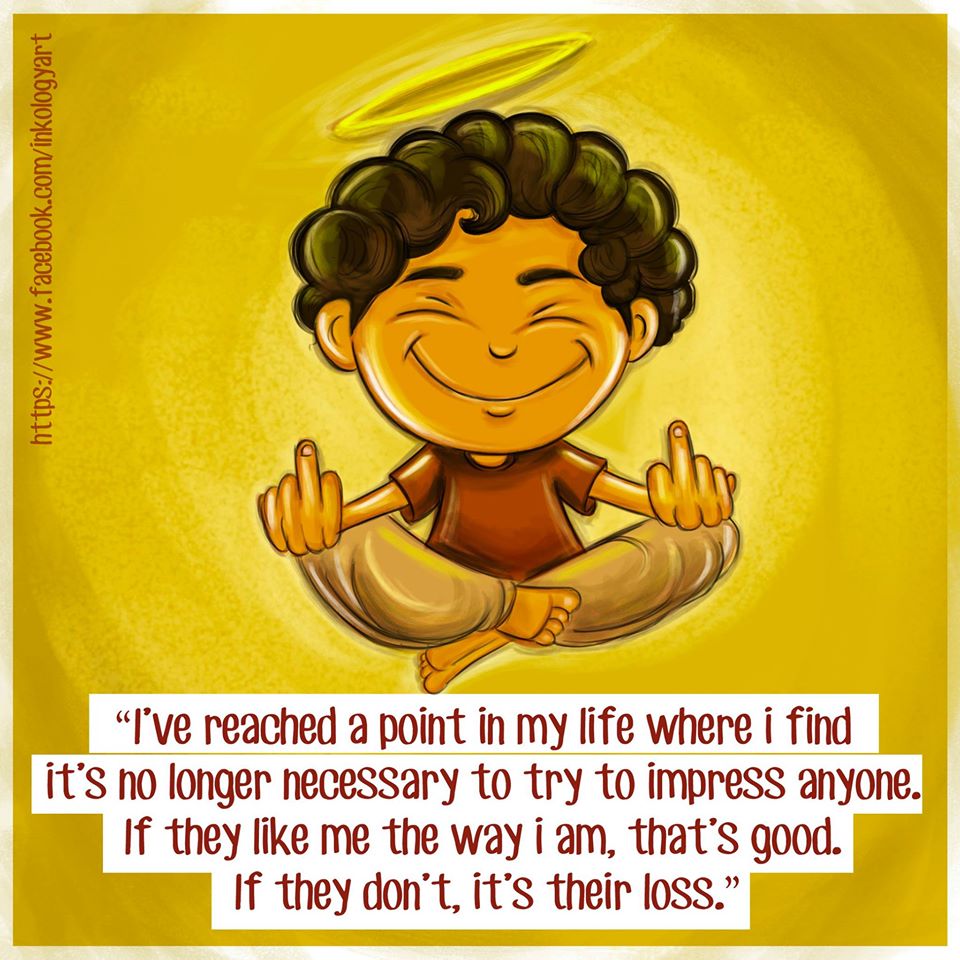 https://www.facebook.com/inkologyart
“I’ve reached a point in my life where i find
it’s no longer necessary to try to impress anyone.
If they like me the way i am, that’s good.
If they don’t, it’s their loss.”